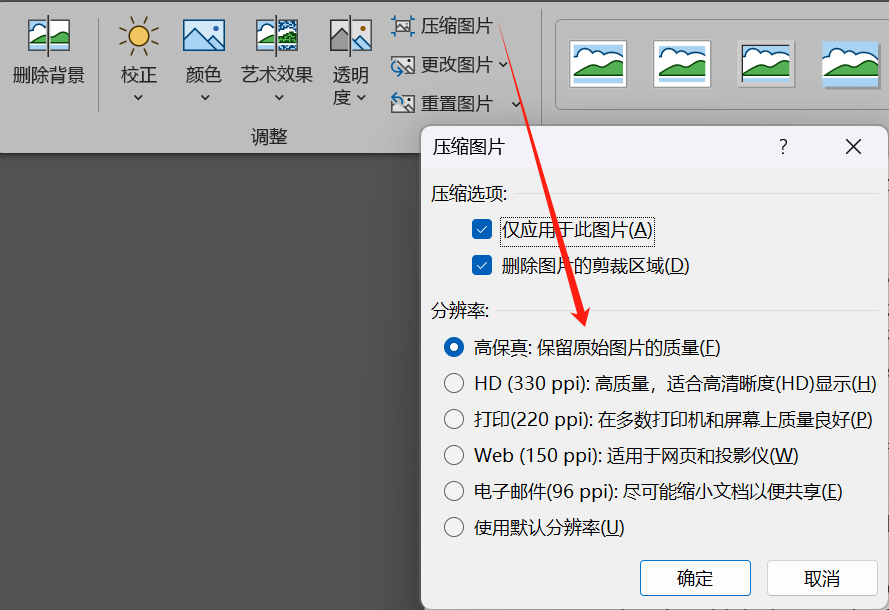 删除背景
校正
颜色
艺术效果
透明
度
压缩图片
更改图片
重置图片
调整
压缩图片
?
压缩选项:
仅应用于此图片(A)
删除图片的剪裁区域(D)
分辨率:
高保真: 保留原始图片的质量(F)
HD (330 ppi): 高质量，适合高清晰度(HD)显示(H)
打印(220 ppi): 在多数打印机和屏幕上质量良好(P)
Web (150 ppi): 适用于网页和投影仪(W)
电子邮件(96 ppi): 尽可能缩小文档以便共享(E)
使用默认分辨率(U)
确定
取消